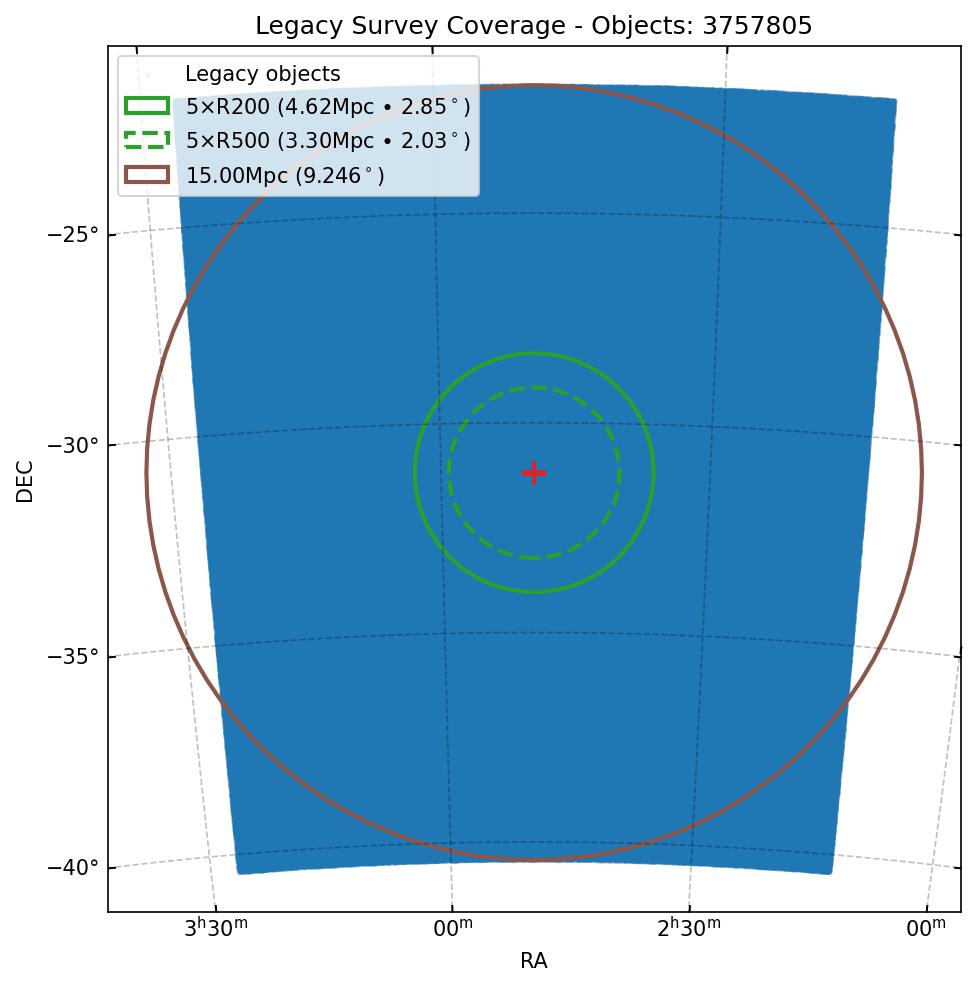 Legacy Survey Coverage - Objects: 3757805
Legacy objects
5×R200 (4.62Mpc • 2.85°)
5×R500 (3.30Mpc • 2.03°)
15.00Mpc (9.246°)
−25°
−30°
−35°
−40°
DEC
3ʰ30ᵐ
00ᵐ
2ʰ30ᵐ
00ᵐ
RA